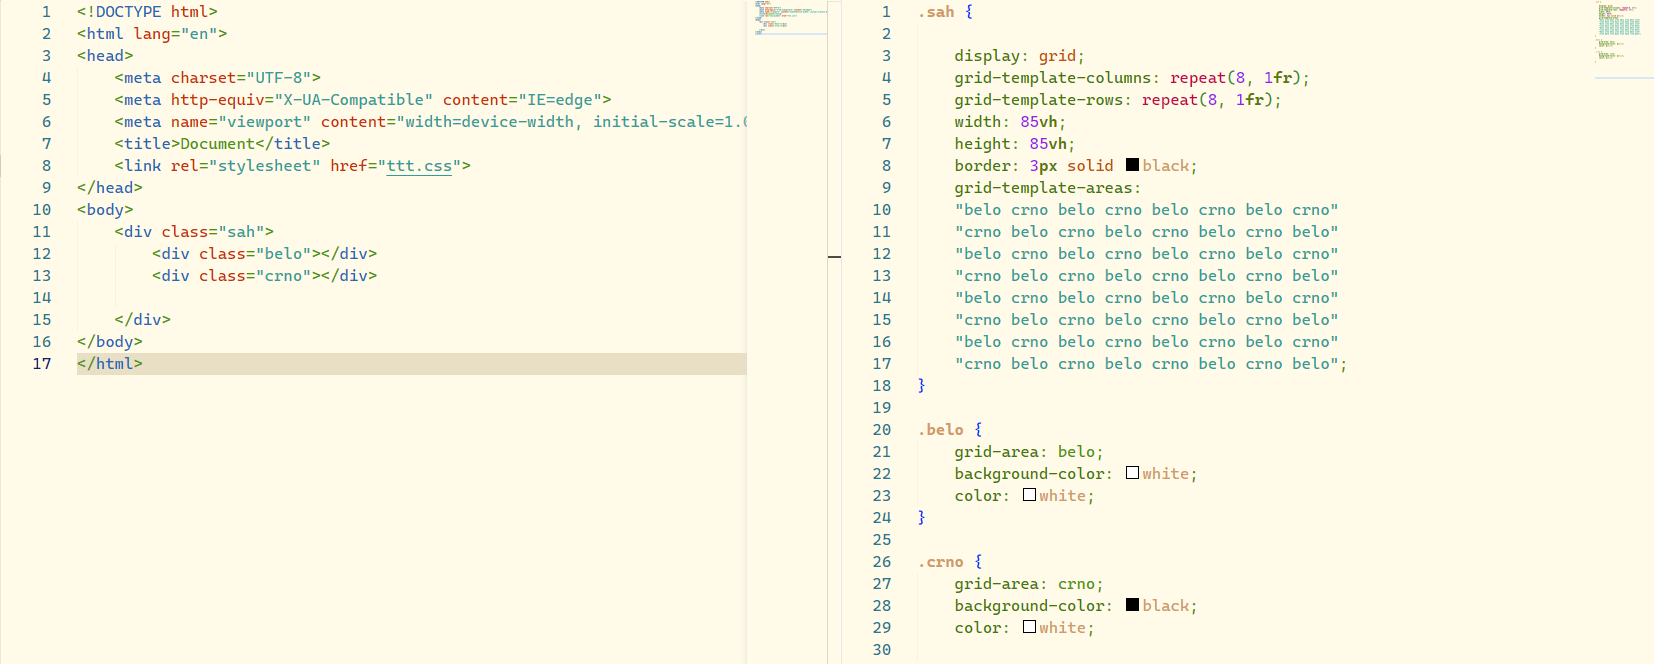 1 <!DOCTYPE html>
2 <html lang="en">
3 <head>
4 <meta charset="UTF-8">
5 <meta http-equiv="X-UA-Compatible" content="IE=edge">
6 <meta name="viewport" content="width=device-width, initial-scale=1.0
7 <title>Document</title>
8 <link rel="stylesheet" href="ttt.css">
9 </head>
10 <body>
11 <div class="sah">
12 <div class="belo"></div>
13 <div class="crno"></div>
14
15 </div>
16 </body>
17 </html>
1 .sah {
2
3 display: grid;
4 grid-template-columns: repeat(8, 1fr);
5 grid-template-rows: repeat(8, 1fr);
6 width: 85vh;
7 height: 85vh;
8 border: 3px solid black;
9 grid-template-areas:
10 "belo crno belo crno belo crno belo crno"
11 "crno belo crno belo crno belo crno belo"
12 "belo crno belo crno belo crno belo crno"
13 "crno belo crno belo crno belo crno belo"
14 "belo crno belo crno belo crno belo crno"
15 "crno belo crno belo crno belo crno belo"
16 "belo crno belo crno belo crno belo crno"
17 "crno belo crno belo crno belo crno belo";
18 }
19
20 .belo {
21 grid-area: belo;
22 background-color: white;
23 color: white;
24 }
25
26 .crno {
27 grid-area: crno;
28 background-color: black;
29 color: white;
30